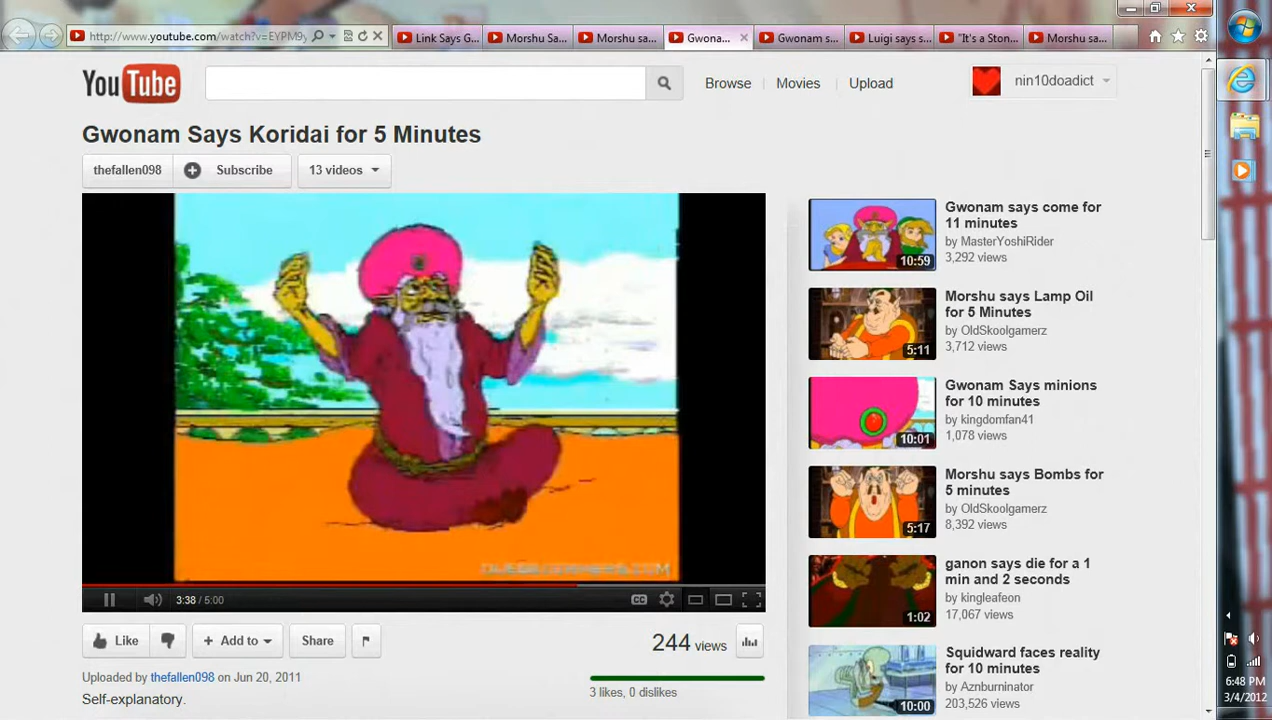 http://www.youtube.com/watch?v=EYPM9y
Link Says G...
Morshu Sa...
Morshu sa...
Gwona...
Gwonam s...
Luigi says s...
"It's a Ston...
Morshu sa...
YouTube
Browse
Movies
Upload
nin10doadict
Gwonam Says Koridai for 5 Minutes
thefallen098
Subscribe
13 videos
3:38 / 5:00
CC
Like
Add to
Share
244 views
Uploaded by thefallen098 on Jun 20, 2011
3 likes, 0 dislikes
Self-explanatory.
Gwonam says come for
11 minutes
by MasterYoshiRider
3,292 views
10:59
Morshu says Lamp Oil
for 5 Minutes
by OldSkoolgamerz
3,712 views
5:11
Gwonam Says minions
for 10 minutes
by kingdomfan41
1,078 views
10:01
Morshu says Bombs for
5 minutes
by OldSkoolgamerz
8,392 views
5:17
ganon says die for a 1
min and 2 seconds
by kingleafeon
17,067 views
1:02
Squidward faces reality
for 10 minutes
by Aznburninator
203,526 views
10:00
6:48 PM
3/4/2012